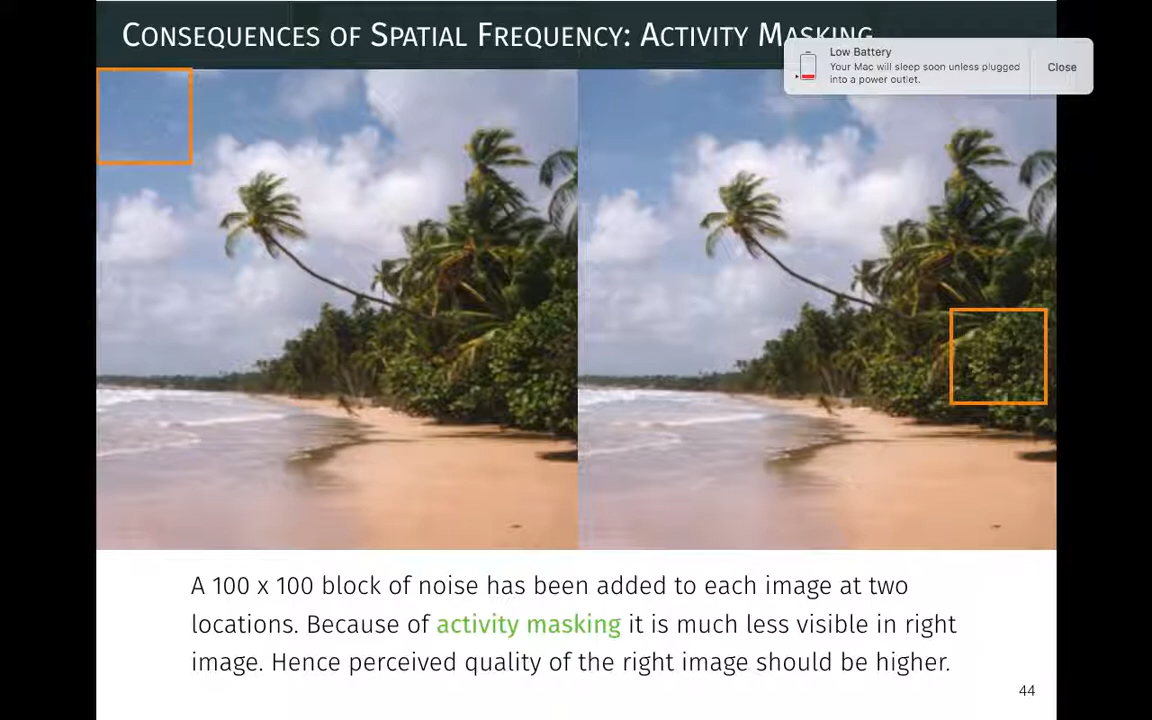 CONSEQUENCES OF SPATIAL FREQUENCY: ACTIVITY MASKING
Low Battery
Your Mac will sleep soon unless plugged
into a power outlet.
Close
A 100 x 100 block of noise has been added to each image at two
locations. Because of activity masking it is much less visible in right
image. Hence perceived quality of the right image should be higher.
44